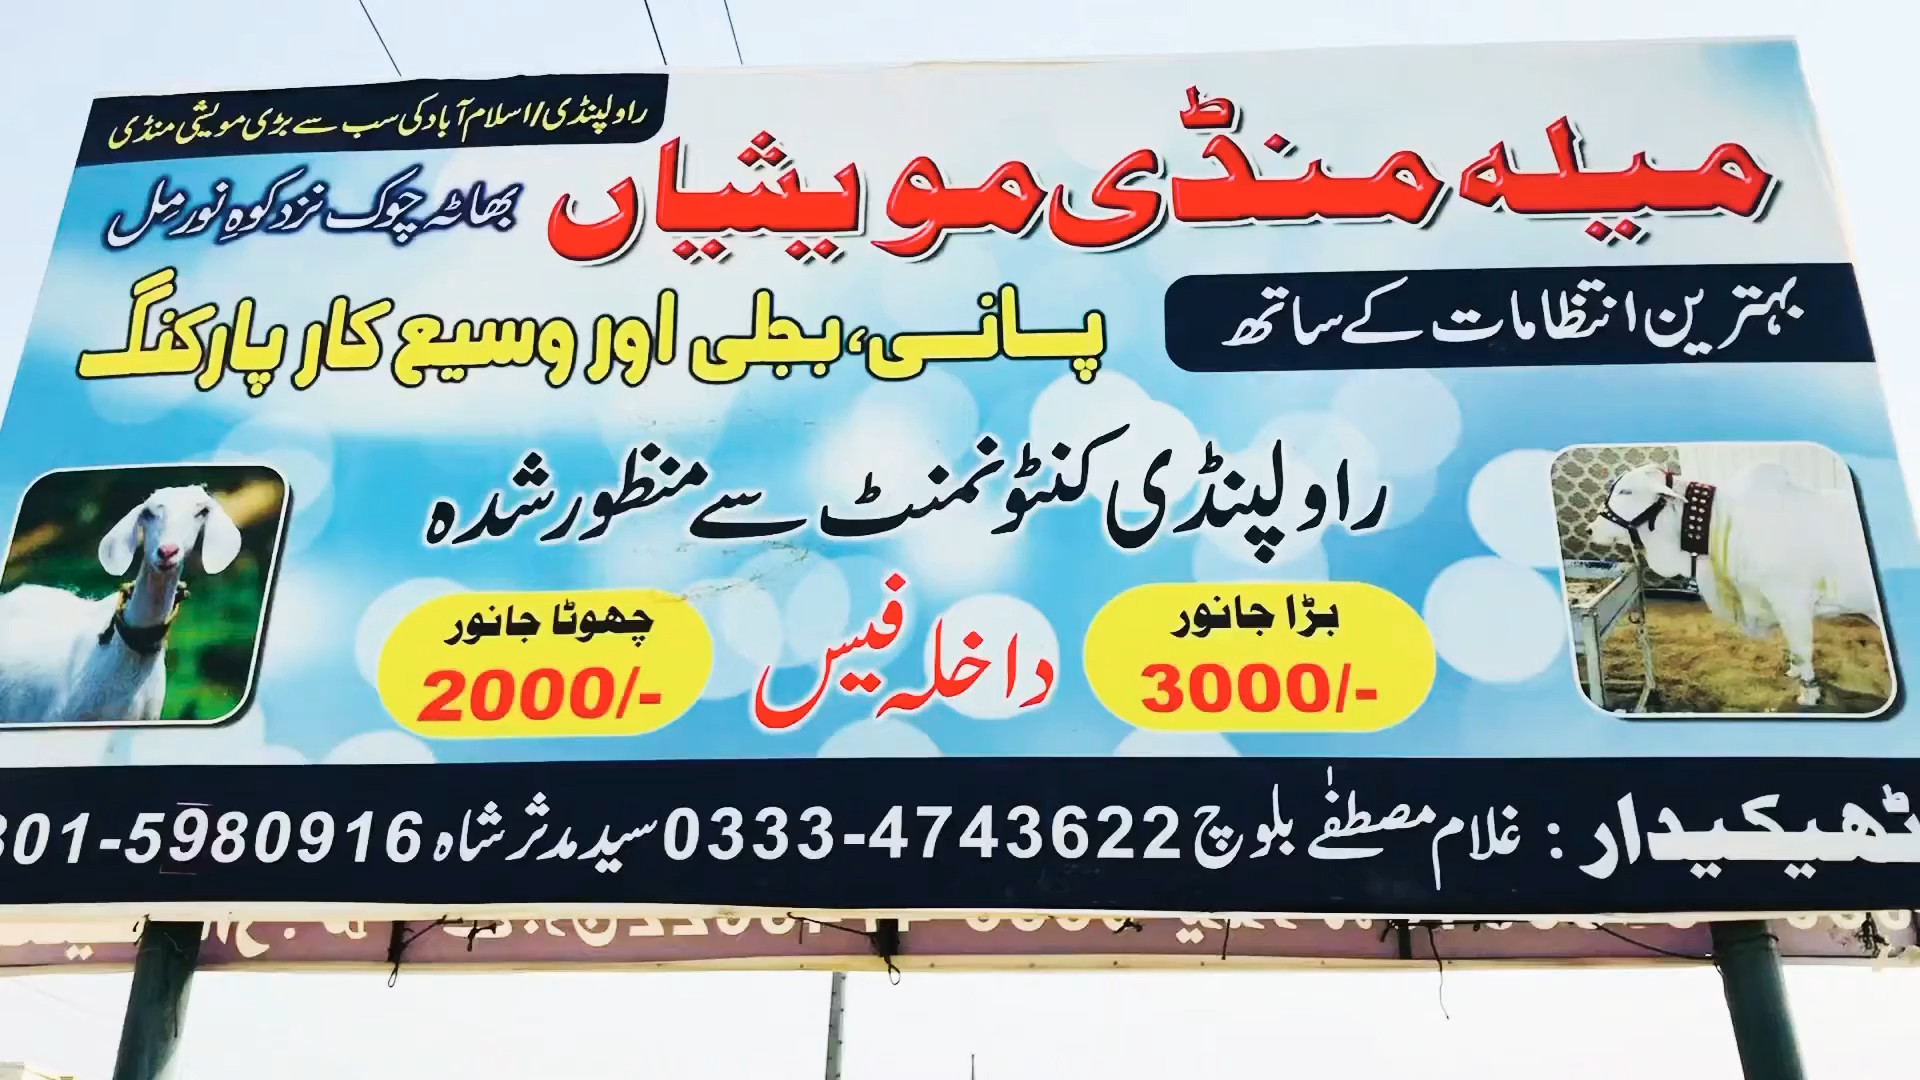 راولپنڈی/اسلام آباد کی سب سے بڑی مویشی منڈی
میلہ منڈی مویشیاں
بھاٹہ چوک نزد کوہِ نور مِل
بہترین انتظامات کے ساتھ
پانی، بجلی اور وسیع کار پارکنگ
راولپنڈی کنٹونمنٹ سے منظور شدہ
بڑا جانور
3000/-
داخلہ فیس
چھوٹا جانور
2000/-
ٹھیکیدار : غلام مصطفےٰ بلوچ 0333-4743622 سید مدثر شاہ 301-5980916